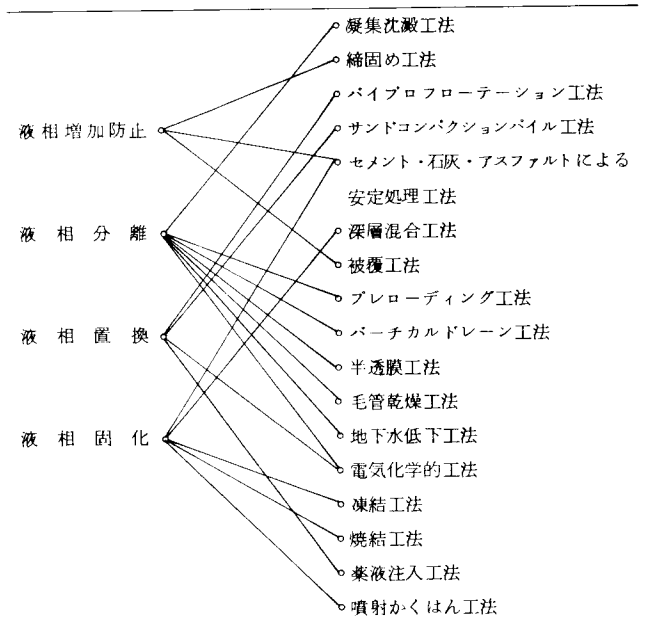 凝集沈澱工法
締固め工法
バイブロフローテーション工法
液相増加防止
サンドコンパクションパイル工法
セメント・石灰・アスファルトによる
安定処理工法
液相分離
深層混合工法
被覆工法
プレローディング工法
液相置換
バーチカルドレーン工法
半透膜工法
毛管乾燥工法
液相固化
地下水低下工法
電気化学的工法
凍結工法
焼結工法
薬液注入工法
噴射かくはん工法